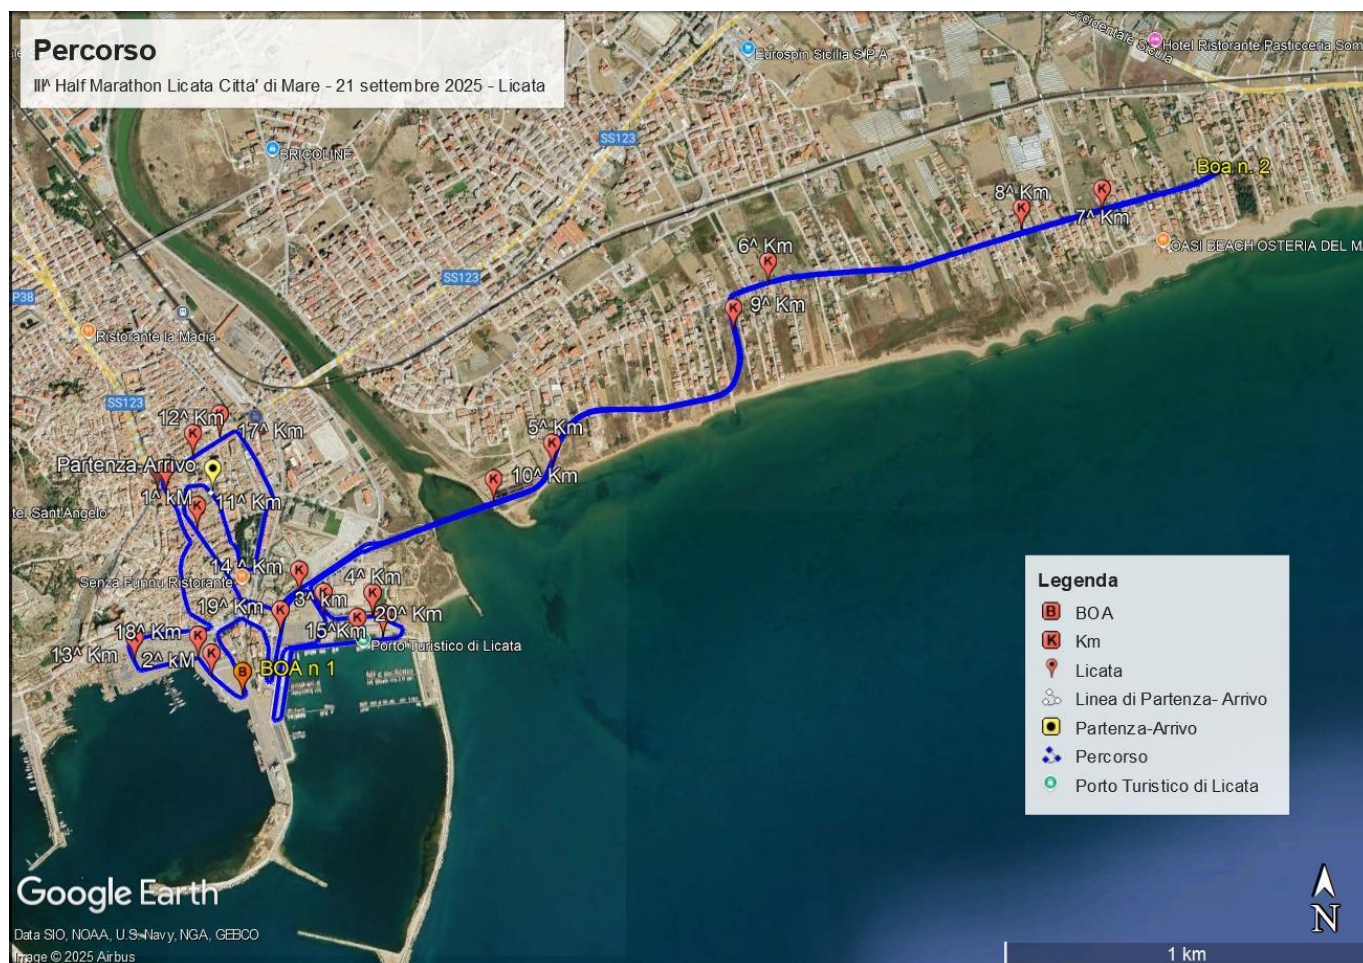 Percorso
III^ Half Marathon Licata Citta' di Mare - 21 settembre 2025 - Licata
Eurospin Sicilia S.P.A
Occidentale Sicula
Hotel Ristorante Pasticceria Som
SS123
BRICOLINE
Boa n. 2
8^ Km
7^ Km
OASI BEACH OSTERIA DEL MA
6^ Km
SS123
9^ Km
P38
Ristorante la Madia
SS123
12^ Km
17^ Km
5^ Km
Partenza-Arrivo
10^ Km
1^ kM
11^ Km
tel Sant'Angelo
14^ Km
Senza Funnu Ristorante
4^ Km
3^ km
19^ Km
20^ Km
15^Km
18^ Km
Porto Turistico di Licata
13^ Km
2^ kM
BOA n 1
Legenda
B BOA
K Km
Licata
Linea di Partenza- Arrivo
Partenza-Arrivo
Percorso
Porto Turistico di Licata
Google Earth
N
Data SIO, NOAA, U.S. Navy, NGA, GEBCO
Image © 2025 Airbus
1 km